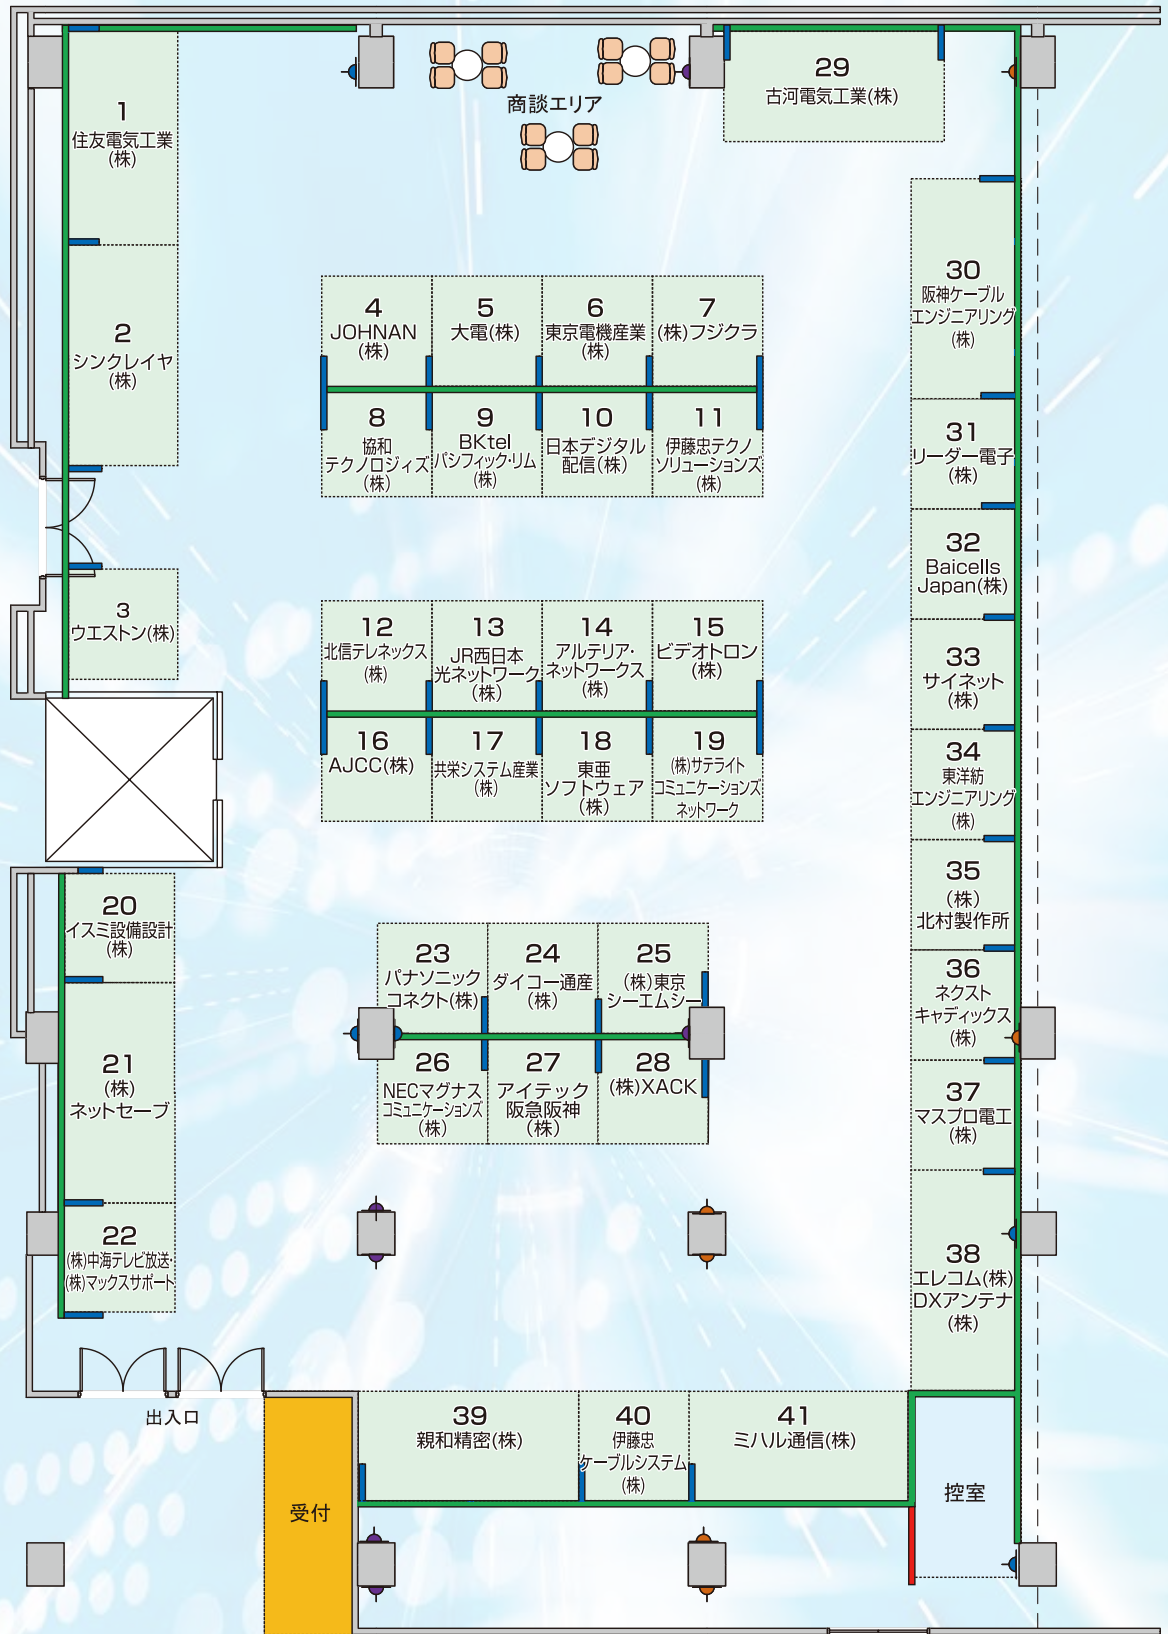 商談エリア
1
住友電気工業
(株)
2
シンクレイヤ
(株)
3
ウエストン(株)
4
JOHNAN
(株)
5
大電(株)
6
東京電機産業
(株)
7
(株)フジクラ
8
協和
テクノロジィズ
(株)
9
BKtel
パシフィック・リム
(株)
10
日本デジタル
配信(株)
11
伊藤忠テクノ
ソリューションズ
(株)
12
北信テレネックス
(株)
13
JR西日本
光ネットワーク
(株)
14
アルテリア・
ネットワークス
(株)
15
ビデオトロン
(株)
16
AJCC(株)
17
共栄システム産業
(株)
18
東亜
ソフトウェア
(株)
19
(株)サテライト
コミュニケーションズ
ネットワーク
20
イスミ設備設計
(株)
21
(株)
ネットセーブ
22
(株)中海テレビ放送・
(株)マックスサポート
23
パナソニック
コネクト(株)
24
ダイコー通産
(株)
25
(株)東京
シーエムシー
26
NECマグナス
コミュニケーションズ
(株)
27
アイテック
阪急阪神
(株)
28
(株)XACK
29
古河電気工業(株)
30
阪神ケーブル
エンジニアリング
(株)
31
リーダー電子
(株)
32
Baicells
Japan(株)
33
サイネット
(株)
34
東洋紡
エンジニアリング
(株)
35
(株)
北村製作所
36
ネクスト
キャディックス
(株)
37
マスプロ電工
(株)
38
エレコム(株)
DXアンテナ
(株)
39
親和精密(株)
40
伊藤忠
ケーブルシステム
(株)
41
ミハル通信(株)
出入口
受付
控室